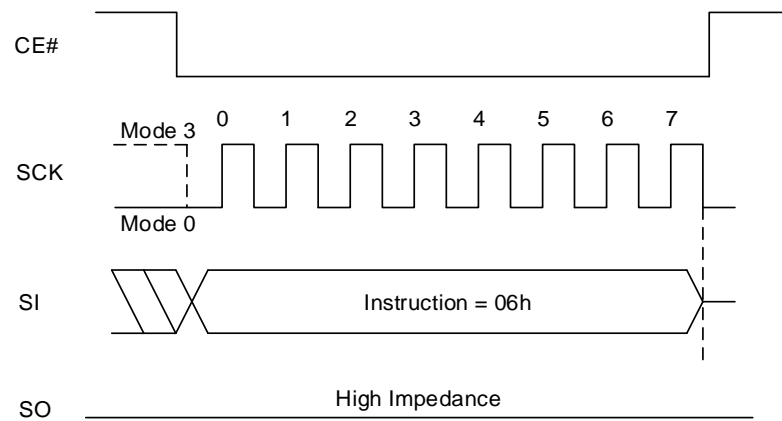 CE#
Mode 3
0 1 2 3 4 5 6 7
SCK
Mode 0
SI
Instruction = 06h
SO
High Impedance